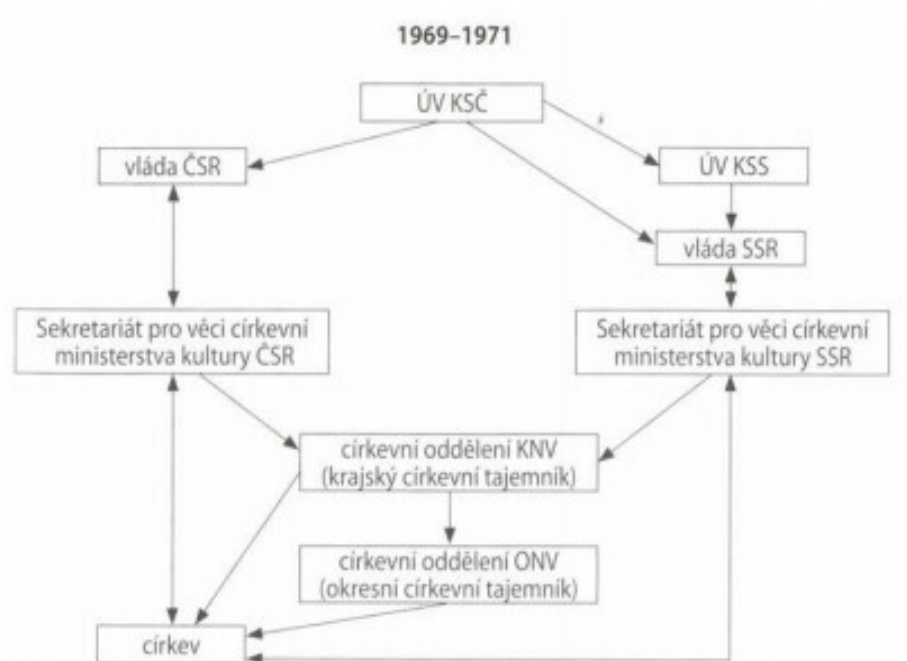 1969–1971
ÚV KSČ
vláda ČSR
ÚV KSS
vláda SSR
Sekretariát pro věci církevní
ministerstva kultury ČSR
Sekretariát pro věci církevní
ministerstva kultury SSR
církevní oddělení KNV
(krajský církevní tajemník)
církevní oddělení ONV
(okresní církevní tajemník)
církev